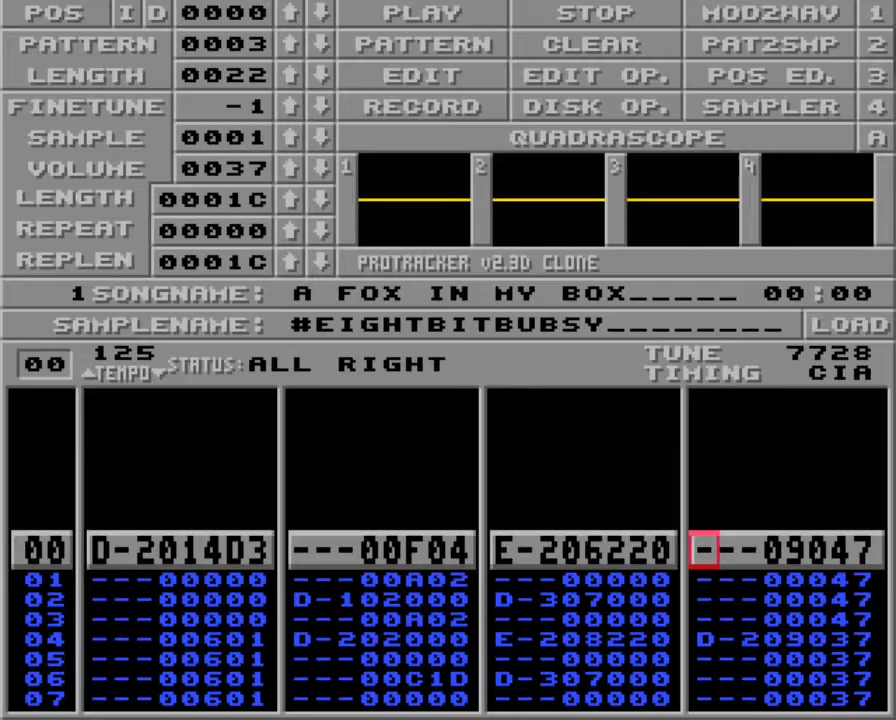 POS I D 0000 PLAY STOP MOD2WAV 1
PATTERN 0003 PATTERN CLEAR PAT2SMP 2
LENGTH 0022 EDIT EDIT OP. POS ED. 3
FINETUNE -1 RECORD DISK OP. SAMPLER 4
SAMPLE 0001 QUADRASCOPE A
VOLUME 0037 1 2 3 4
LENGTH 0001C
REPEAT 00000
REPLEN 0001C PROTRACKER V2.3D CLONE
1 SONGNAME: A FOX IN MY BOX_____ 00:00
SAMPLENAME: #EIGHTBITBUBSY________ LOAD
00 125 TEMPO STATUS: ALL RIGHT TUNE 7728
TIMING CIA
00 D-2014D3 ---00F04 E-206220 ---09047
01 ---00000 ---00A02 ---00000 ---00047
02 ---00000 D-102000 D-307000 ---00047
03 ---00000 ---00A02 ---00000 ---00047
04 ---00601 D-202000 E-208220 D-209037
05 ---00601 ---00000 ---00000 ---00037
06 ---00601 ---00C1D D-307000 ---00037
07 ---00601 ---00000 ---00000 ---00037